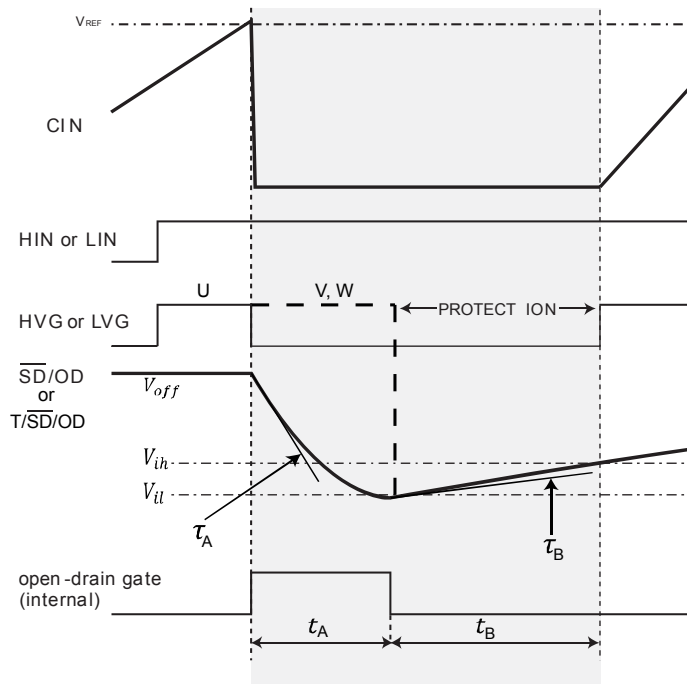 VREF
CIN
HIN or LIN
U
V, W
PROTECT ION
HVG or LVG
SD/OD
or
T/SD/OD
Voff
Vih
Vil
τA
τB
open-drain gate
(internal)
tA
tB